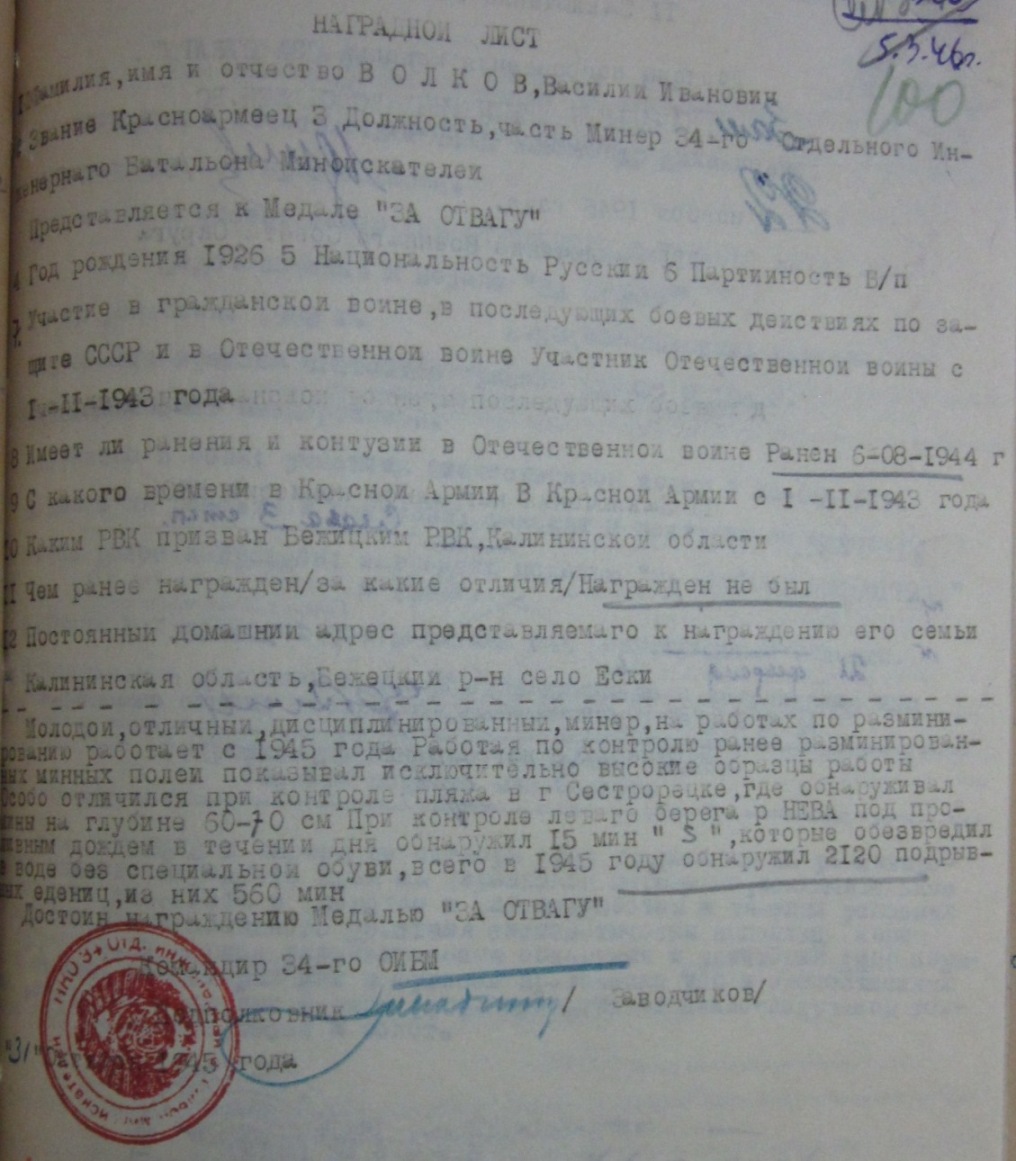 5.3.46г.
100
НАГРАДНОЙ ЛИСТ
Фамилия,имя и отчество В О Л К О В,Василий Иванович
Звание Красноармеец 3 Должность,часть Минер 34-го Отдельного Ин-
женернаго Батальона Миноискателей
Представляется к Медале "ЗА ОТВАГУ"
4 Год рождения 1926 5 Национальность Русский 6 Партийность Б/п
7. Участие в гражданской войне,в последующих боевых действиях по за-
щите СССР и в Отечественной войне Участник Отечественной войны с
I -II-1943 года
8 Имеет ли ранения и контузии в Отечественной войне Ранен 6-08-1944 г
9 С какого времени в Красной Армии В Красной Армии с I -II-1943 года
10 Каким РВК призван Бежицким РВК,Калининской области
11 Чем ранее награжден/за какие отличия/Награжден не был
12 Постоянный домашний адрес представляемаго к награждению его семьи
Калининская область,Бежецкий р-н село Ески
Молодой,отличный,дисциплинированный,минер,на работах по размини-
рованию работает с 1945 года Работая по контролю ранее разминирован-
ных минных полей показывал исключительно высокие образцы работы
Особо отличился при контроле пляжа в г Сестрорецке,где обнаруживал
мины на глубине 60-70 см При контроле леваго берега р НЕВА под про-
ливным дождем в течении дня обнаружил 15 мин " S ",которые обезвредил
в воде без специальной обуви,всего в 1945 году обнаружил 2120 подрыв-
ных едениц,из них 560 мин
Достоин награждению Медалью "ЗА ОТВАГУ"
Командир 34-го ОИБМ
Подполковник / Заводчиков/
"31" 1945 года